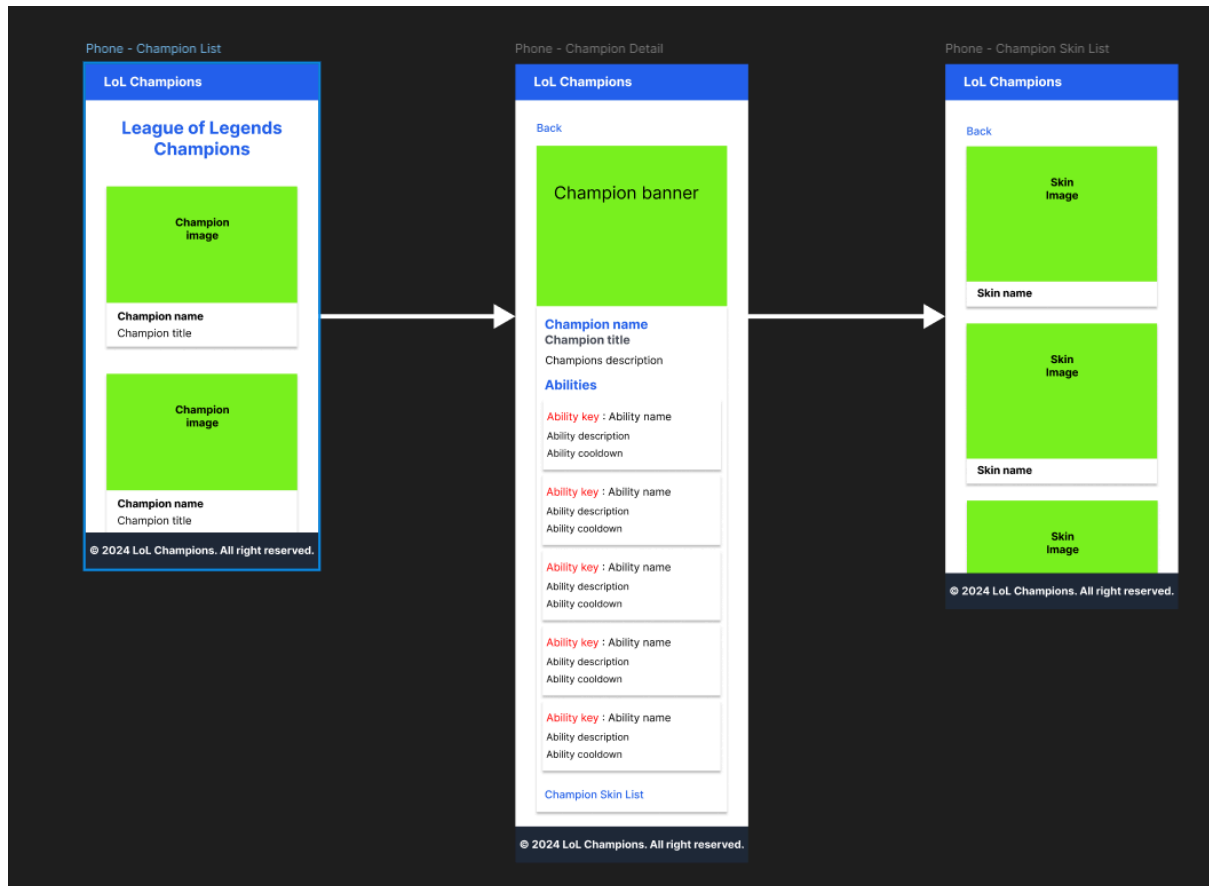 Phone - Champion List
LoL Champions
League of Legends
Champions
Champion
image
Champion name
Champion title
Champion
image
Champion name
Champion title
© 2024 LoL Champions. All right reserved.
Phone - Champion Detail
LoL Champions
Back
Champion banner
Champion name
Champion title
Champions description
Abilities
Ability key : Ability name
Ability description
Ability cooldown
Ability key : Ability name
Ability description
Ability cooldown
Ability key : Ability name
Ability description
Ability cooldown
Ability key : Ability name
Ability description
Ability cooldown
Ability key : Ability name
Ability description
Ability cooldown
Champion Skin List
© 2024 LoL Champions. All right reserved.
Phone - Champion Skin List
LoL Champions
Back
Skin
Image
Skin name
Skin
Image
Skin name
Skin
Image
© 2024 LoL Champions. All right reserved.